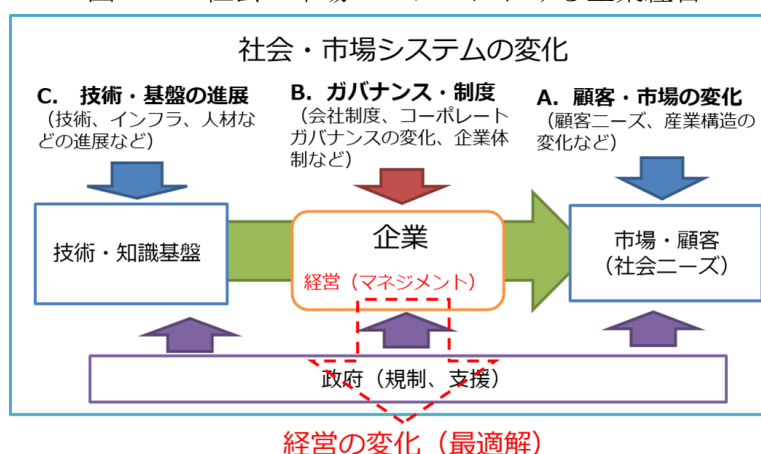 社会・市場システムの変化
C. 技術・基盤の進展
（技術、インフラ、人材な
どの進展など）
B. ガバナンス・制度
（会社制度、コーポレート
ガバナンスの変化、企業体
制など）
A. 顧客・市場の変化
（顧客ニーズ、産業構造の
変化など）
技術・知識基盤
企業
経営（マネジメント）
市場・顧客
（社会ニーズ）
政府（規制、支援）
経営の変化（最適解）